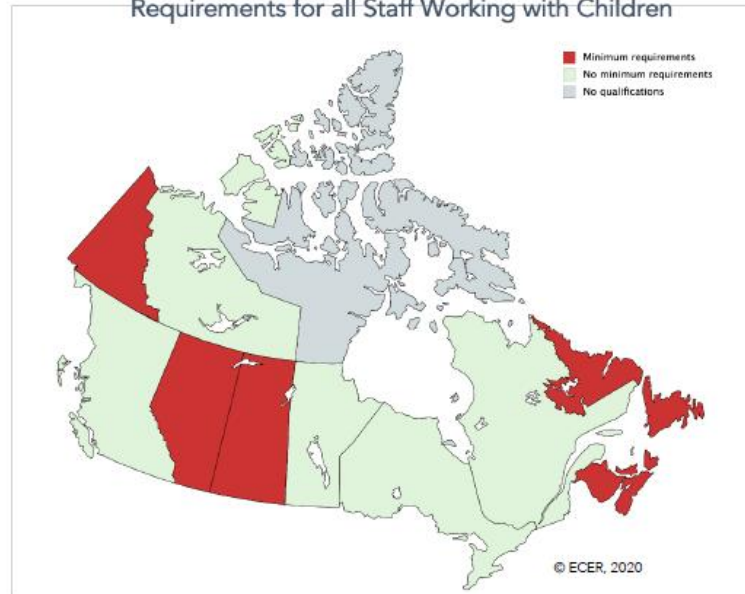 Requirements for all Staff Working with Children
Minimum requirements
No minimum requirements
No qualifications
© ECER, 2020